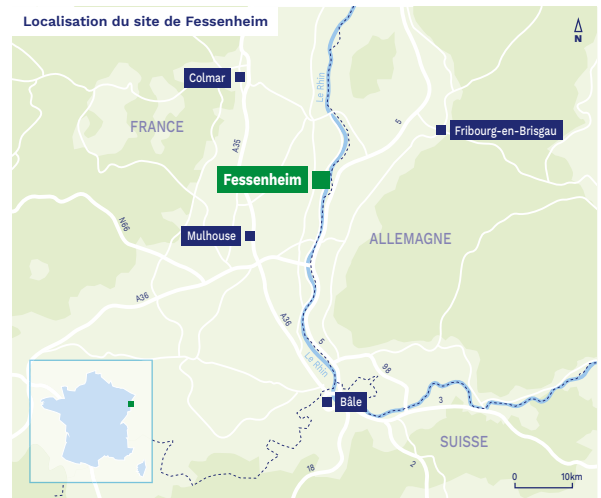 Localisation du site de Fessenheim
N
Colmar
Le Rhin
FRANCE
A35
5
Fribourg-en-Brisgau
Fessenheim
N66
Mulhouse
ALLEMAGNE
A36
A35
5
Le Rhin
98
Bâle
3
SUISSE
18
2
0 10km